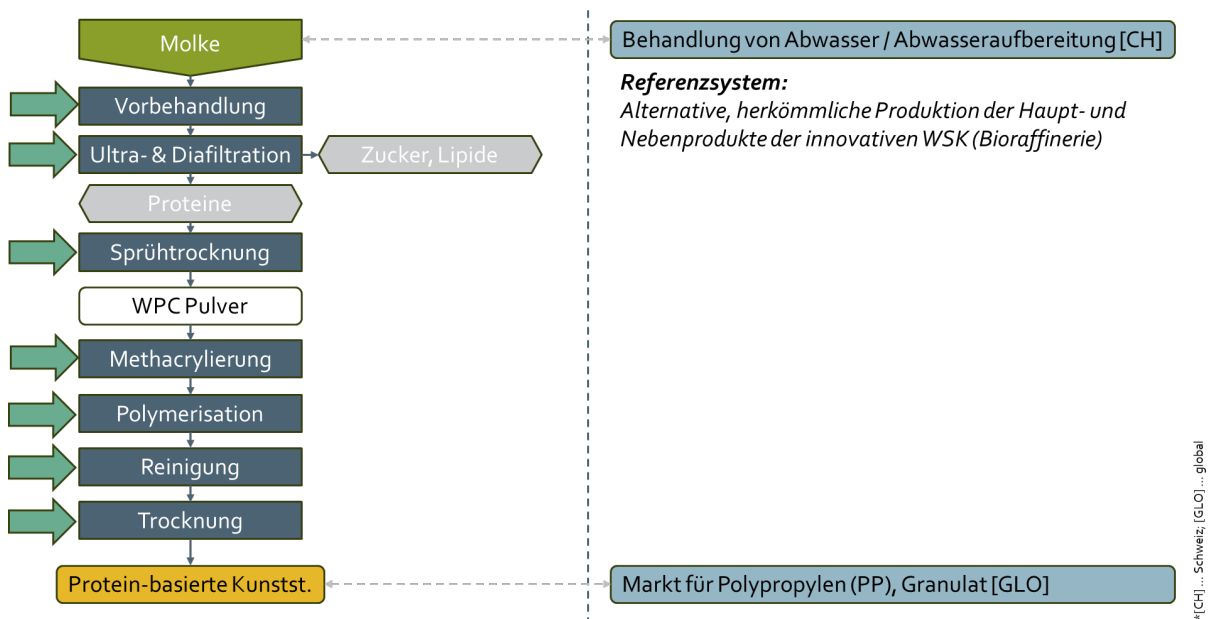 Molke
Vorbehandlung
Ultra- & Diafiltration
Zucker, Lipide
Proteine
Sprühtrocknung
WPC Pulver
Methacrylierung
Polymerisation
Reinigung
Trocknung
Protein-basierte Kunstst.
Behandlung von Abwasser / Abwasseraufbereitung [CH]
Referenzsystem:
Alternative, herkömmliche Produktion der Haupt- und
Nebenprodukte der innovativen WSK (Bioraffinerie)
Markt für Polypropylen (PP), Granulat [GLO]
*[CH] ... Schweiz; [GLO] ... global